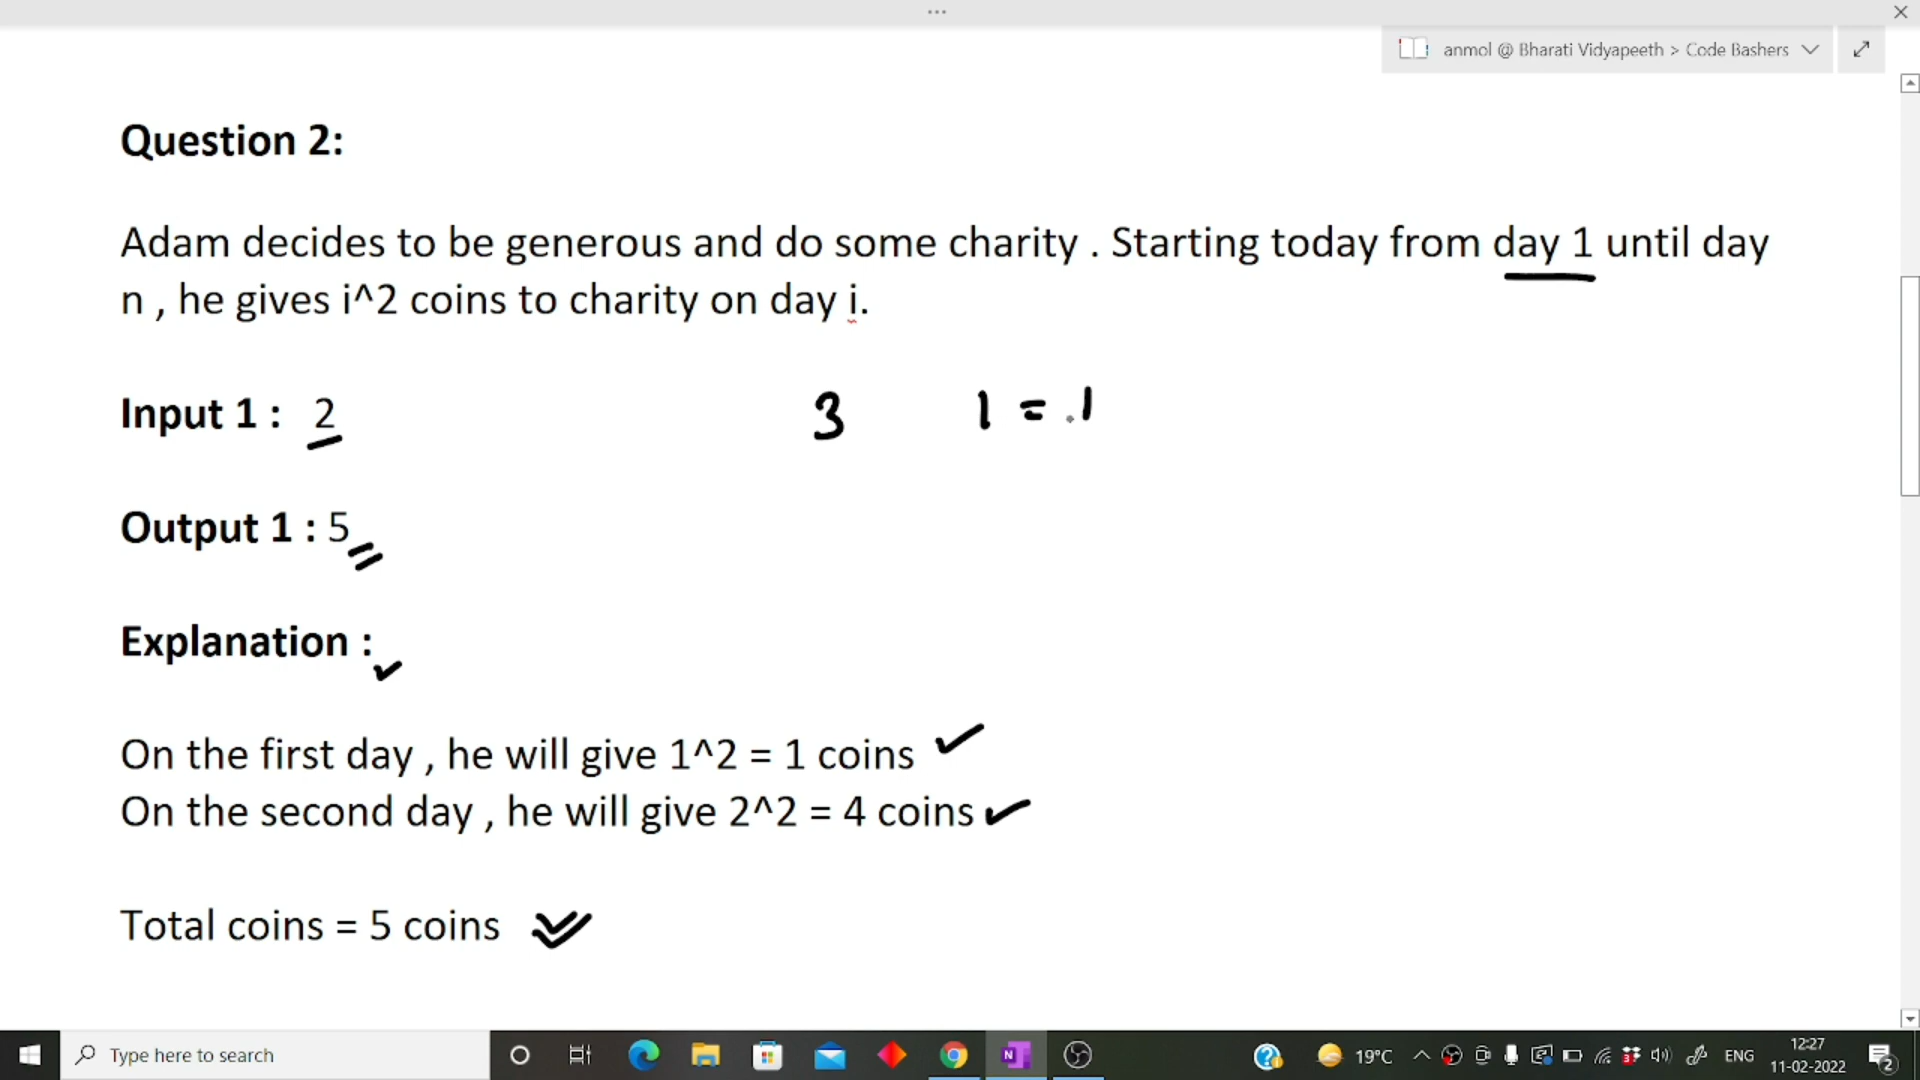 anmol @ Bharati Vidyapeeth > Code Bashers
Question 2:
Adam decides to be generous and do some charity . Starting today from day 1 until day
n , he gives i^2 coins to charity on day i.
Input 1 : 2
3 1 = 1
Output 1 : 5
Explanation :
On the first day , he will give 1^2 = 1 coins
On the second day , he will give 2^2 = 4 coins
Total coins = 5 coins
Type here to search
19°C
ENG
12:27
11-02-2022
2